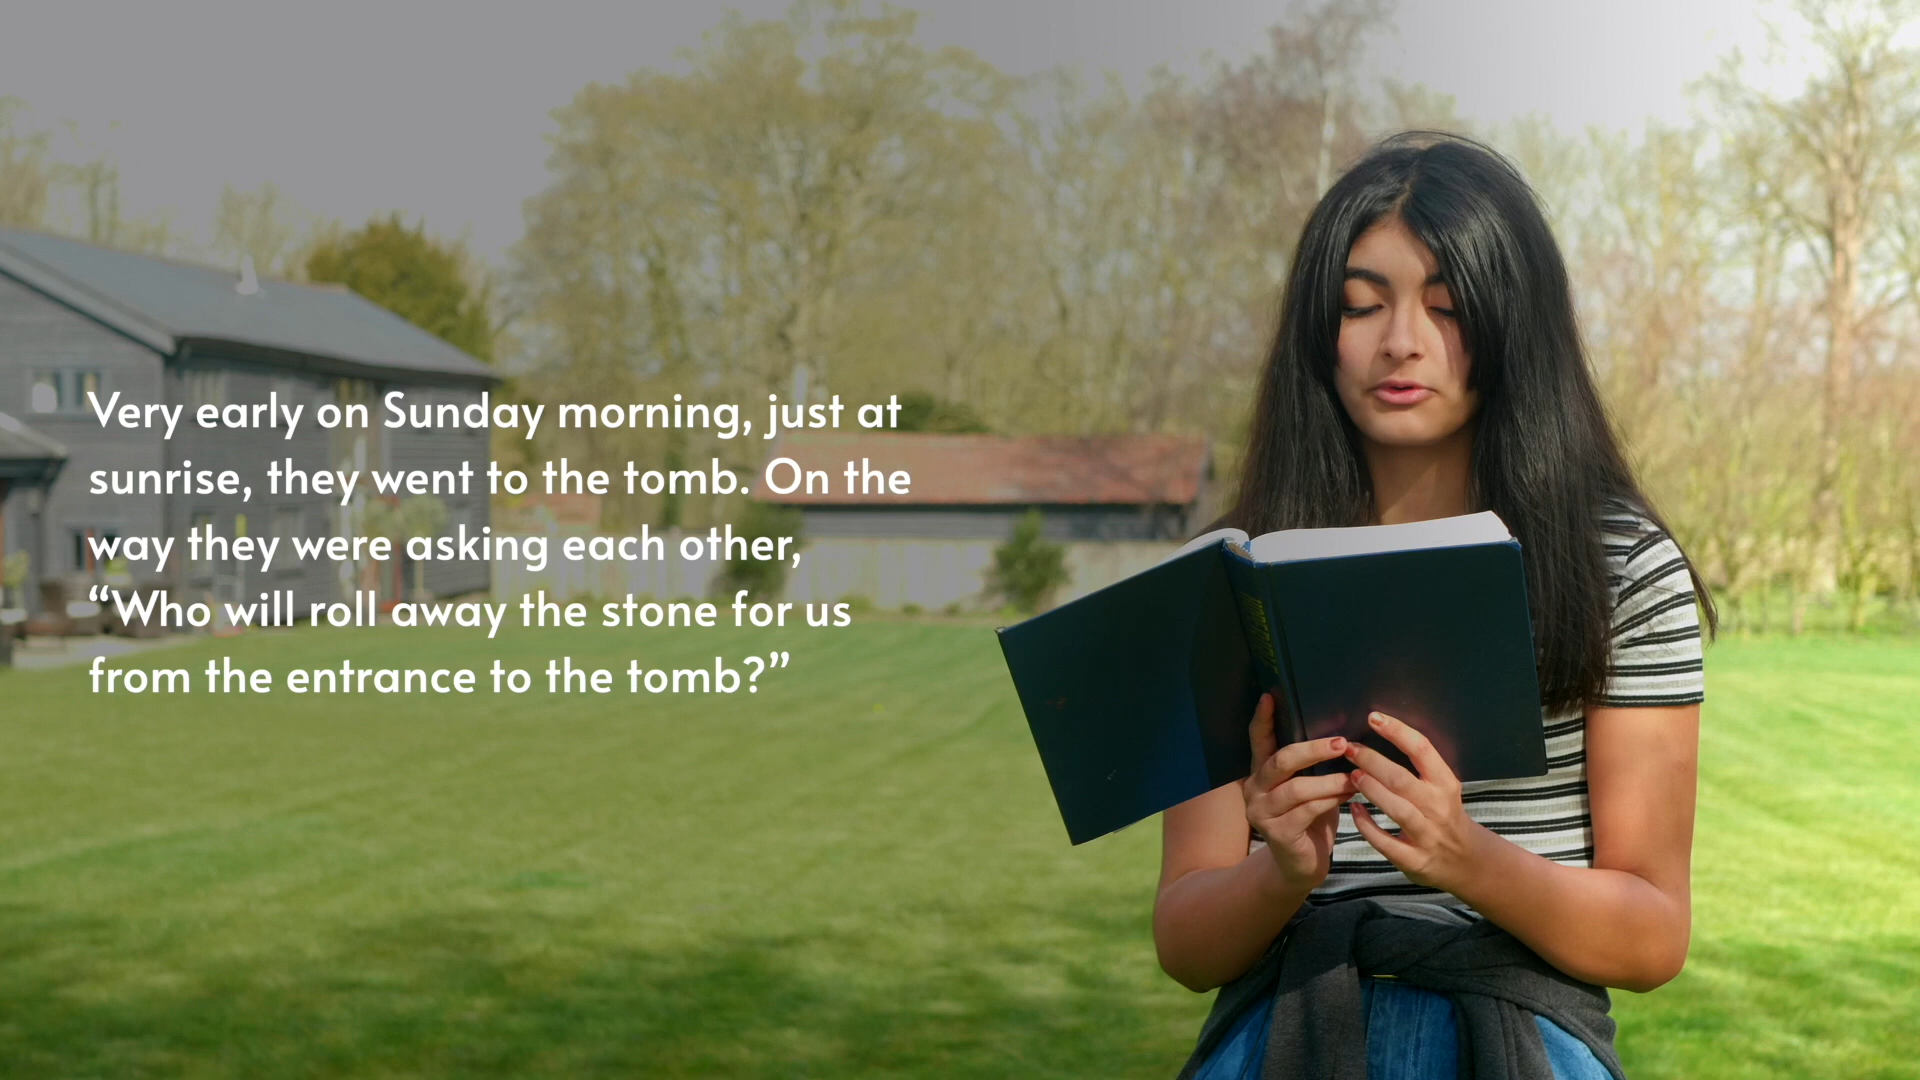 Very early on Sunday morning, just at
sunrise, they went to the tomb. On the
way they were asking each other,
“Who will roll away the stone for us
from the entrance to the tomb?”